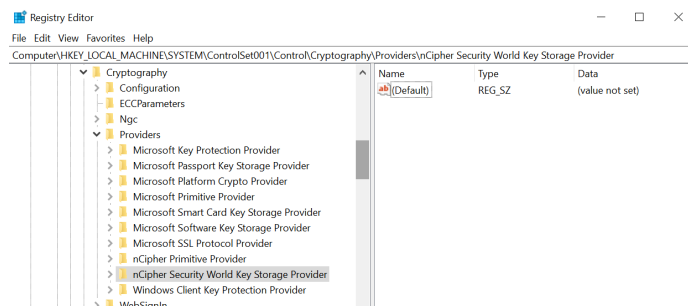 Registry Editor
File Edit View Favorites Help
Computer\HKEY_LOCAL_MACHINE\SYSTEM\ControlSet001\Control\Cryptography\Providers\nCipher Security World Key Storage Provider
Cryptography
Configuration
ECCParameters
Ngc
Providers
Microsoft Key Protection Provider
Microsoft Passport Key Storage Provider
Microsoft Platform Crypto Provider
Microsoft Primitive Provider
Microsoft Smart Card Key Storage Provider
Microsoft Software Key Storage Provider
Microsoft SSL Protocol Provider
nCipher Primitive Provider
nCipher Security World Key Storage Provider
Windows Client Key Protection Provider
WebSignIn
Name Type Data
ab (Default) REG_SZ (value not set)